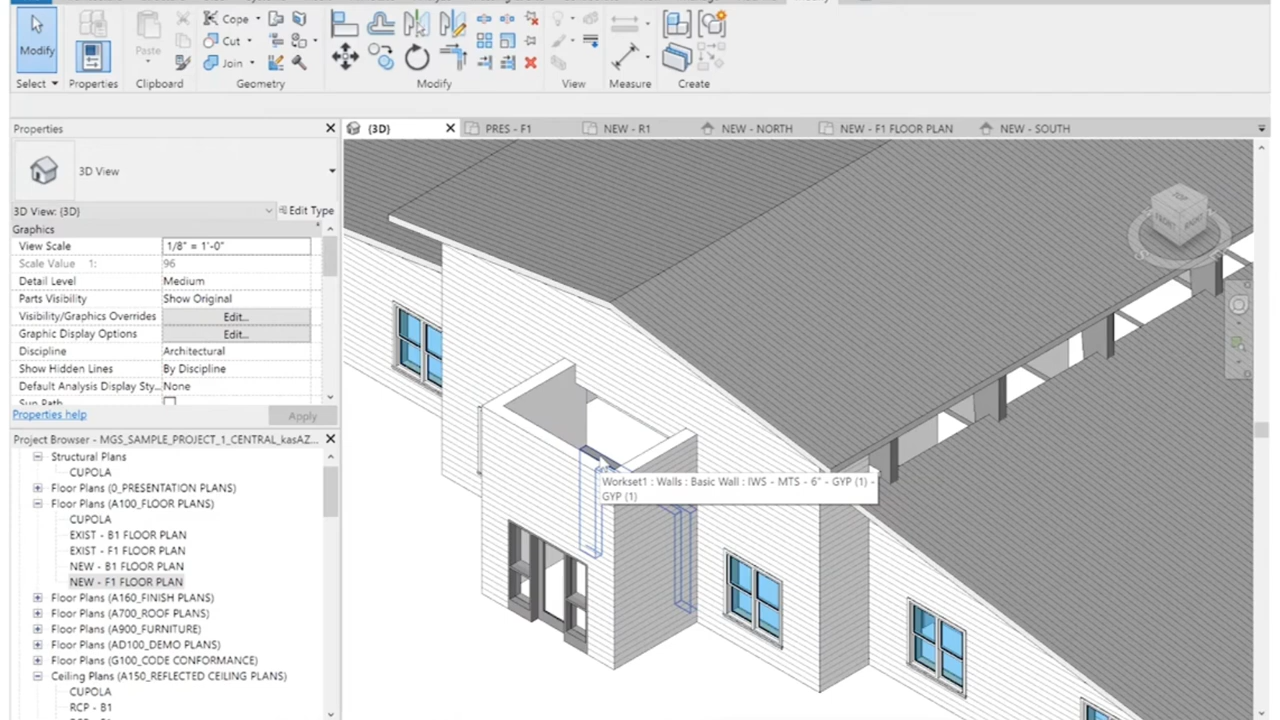 Modify
Select
Properties
Paste
Clipboard
Cope
Cut
Join
Geometry
Modify
View
Measure
Create
Properties
(3D)
PRES - F1
NEW - R1
NEW - NORTH
NEW - F1 FLOOR PLAN
NEW - SOUTH
3D View
3D View: (3D)
Edit Type
Graphics
View Scale 1/8" = 1'-0"
Scale Value 1: 96
Detail Level Medium
Parts Visibility Show Original
Visibility/Graphics Overrides Edit...
Graphic Display Options Edit...
Discipline Architectural
Show Hidden Lines By Discipline
Default Analysis Display Sty... None
Sun Path
Properties help
Apply
Project Browser - MGS_SAMPLE_PROJECT_1_CENTRAL_kasAZ...
Structural Plans
CUPOLA
Floor Plans (0_PRESENTATION PLANS)
Floor Plans (A100_FLOOR PLANS)
CUPOLA
EXIST - B1 FLOOR PLAN
EXIST - F1 FLOOR PLAN
NEW - B1 FLOOR PLAN
NEW - F1 FLOOR PLAN
Floor Plans (A160_FINISH PLANS)
Floor Plans (A700_ROOF PLANS)
Floor Plans (A900_FURNITURE)
Floor Plans (AD100_DEMO PLANS)
Floor Plans (G100_CODE CONFORMANCE)
Ceiling Plans (A150_REFLECTED CEILING PLANS)
CUPOLA
RCP - B1
Workset1 : Walls : Basic Wall : IWS - MTS - 6" - GYP (1) -
GYP (1)
TOP
FRONT
RIGHT